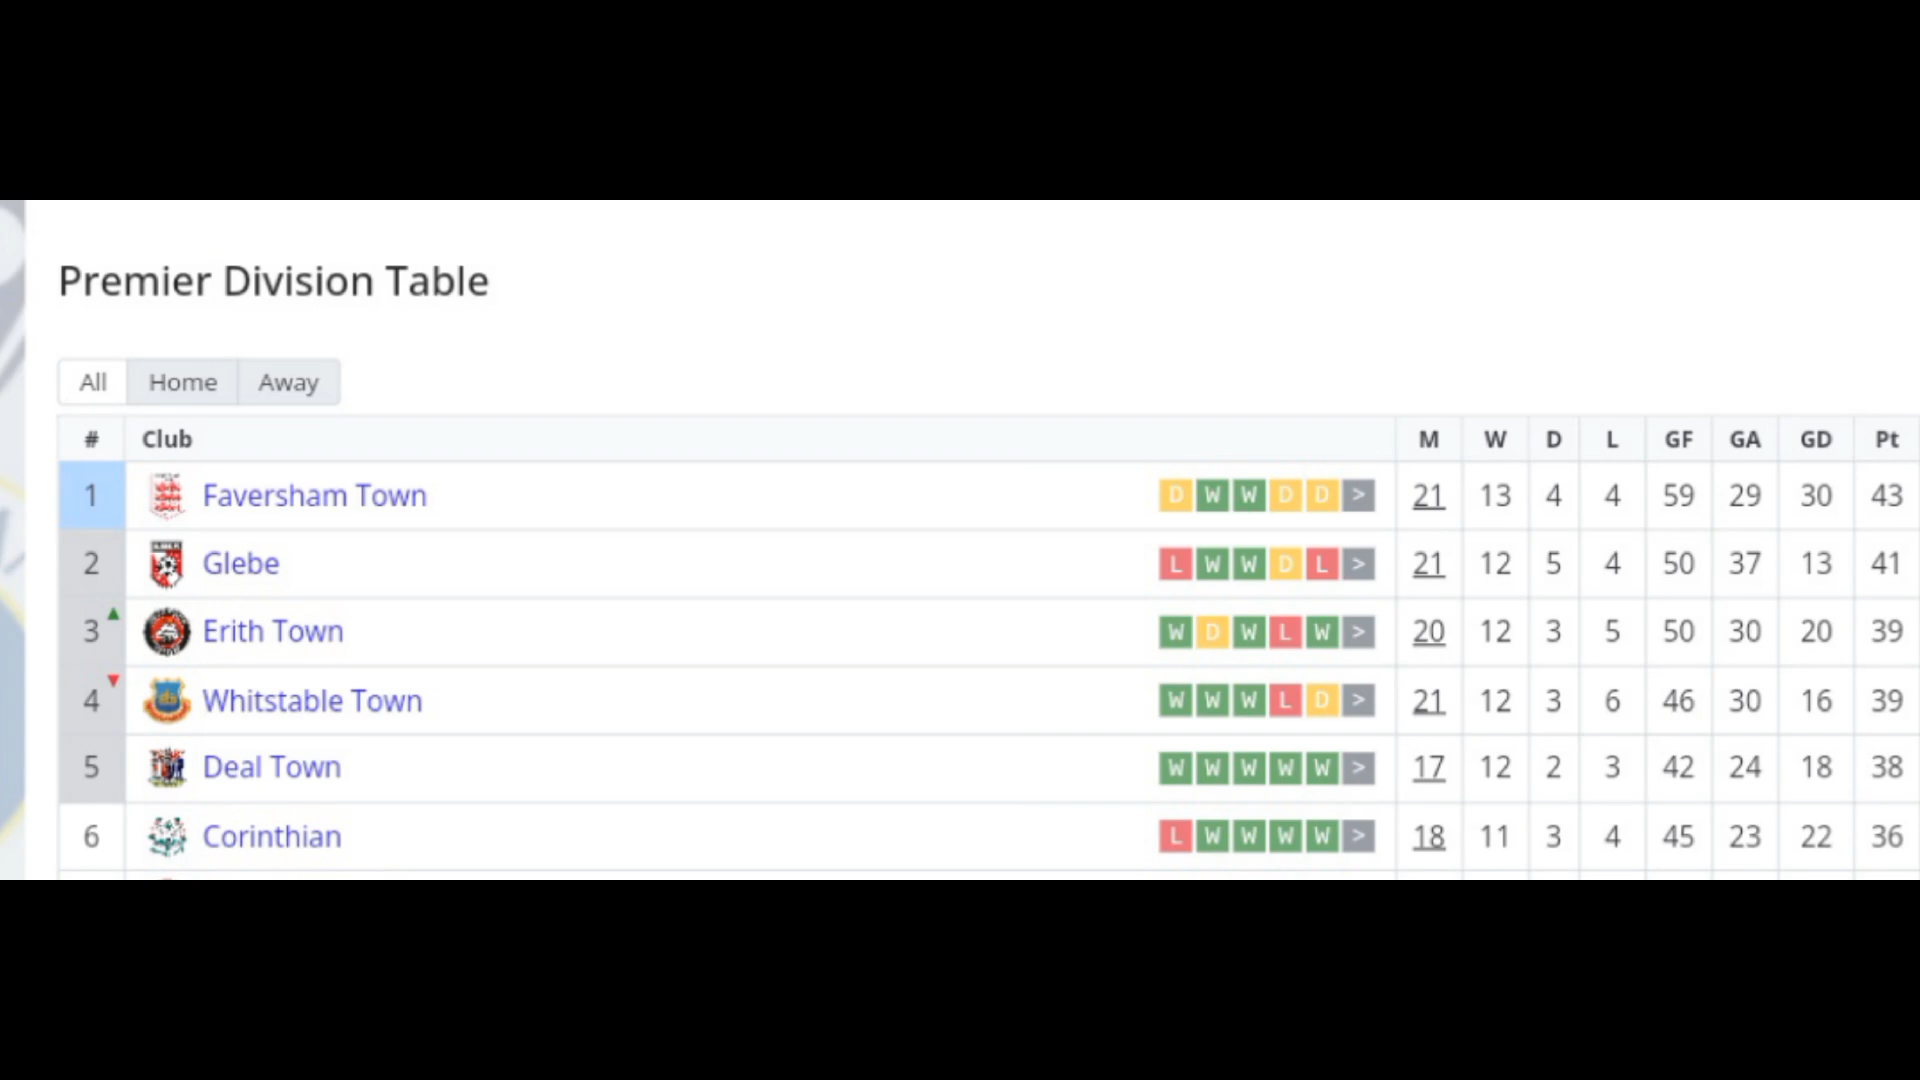 Premier Division Table
All Home Away
# Club M W D L GF GA GD Pt
1 Faversham Town D W W D D > 21 13 4 4 59 29 30 43
2 Glebe L W W D L > 21 12 5 4 50 37 13 41
3 ▲ Erith Town W D W L W > 20 12 3 5 50 30 20 39
4 ▼ Whitstable Town W W W L D > 21 12 3 6 46 30 16 39
5 Deal Town W W W W W > 17 12 2 3 42 24 18 38
6 Corinthian L W W W W > 18 11 3 4 45 23 22 36